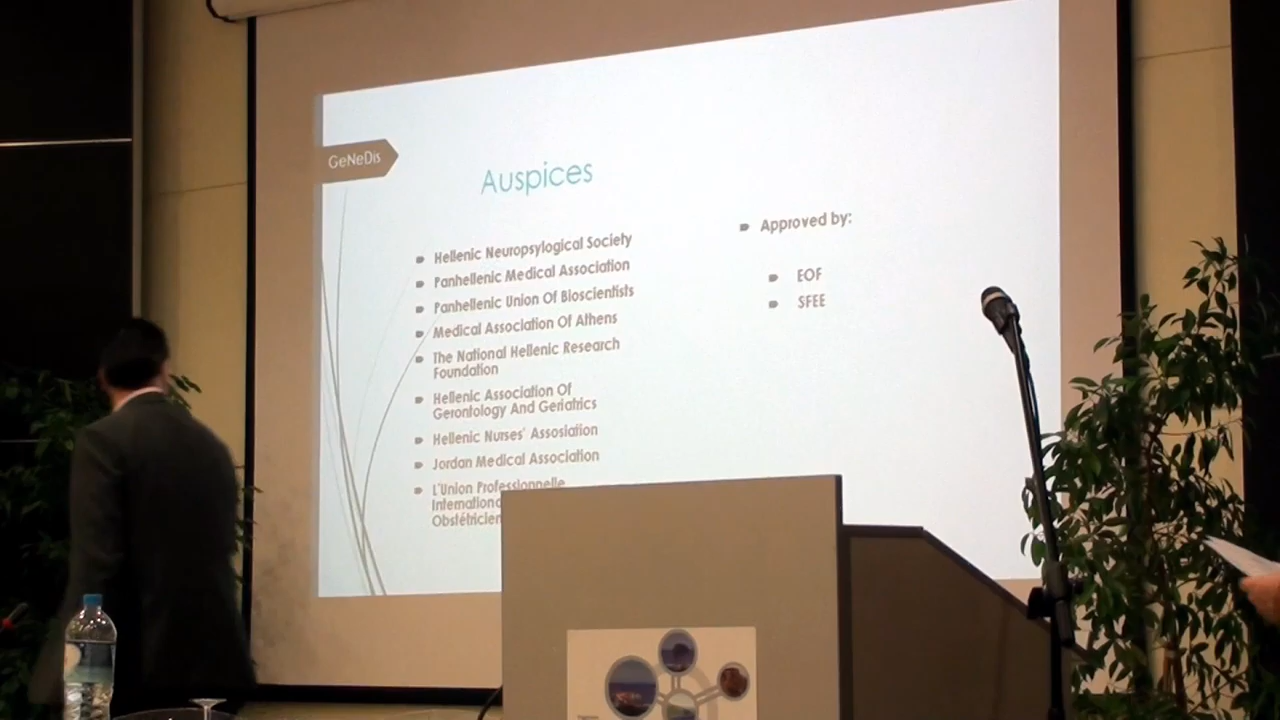 GeNeDis
Auspices
Hellenic Neuropsylogical Society
Panhellenic Medical Association
Panhellenic Union Of Bioscientists
Medical Association Of Athens
The National Hellenic Research
Foundation
Hellenic Association Of
Gerontology And Geriatrics
Hellenic Nurses' Assosiation
Jordan Medical Association
L'Union Professionnelle
Approved by:
EOF
SFEE